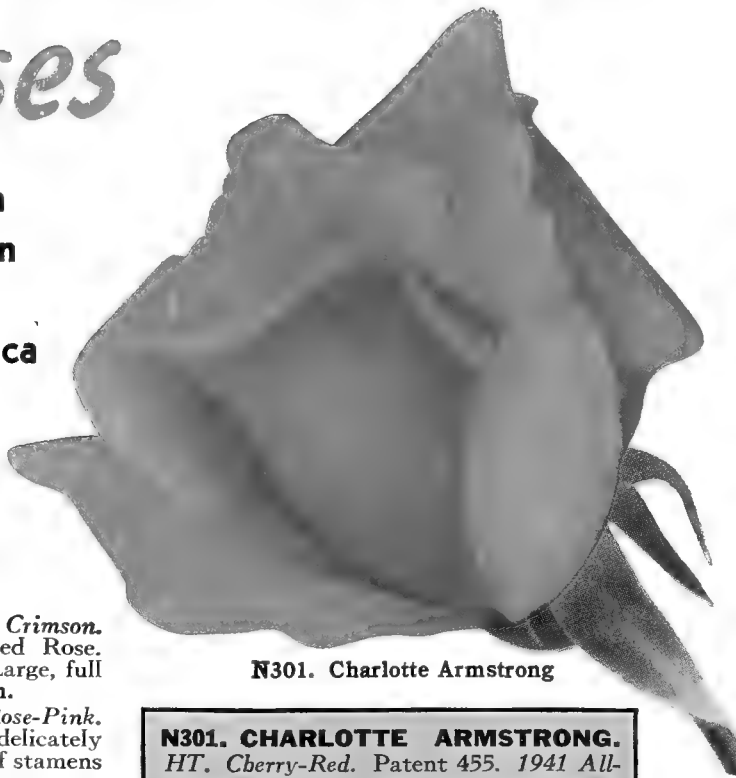 ses
n
n
ca
Crimson.
ed Rose.
Large, full
n.
ose-Pink.
delicately
f stamens
N301. Charlotte Armstrong
N301. CHARLOTTE ARMSTRONG.
HT. Cherry-Red. Patent 455. 1941 All-